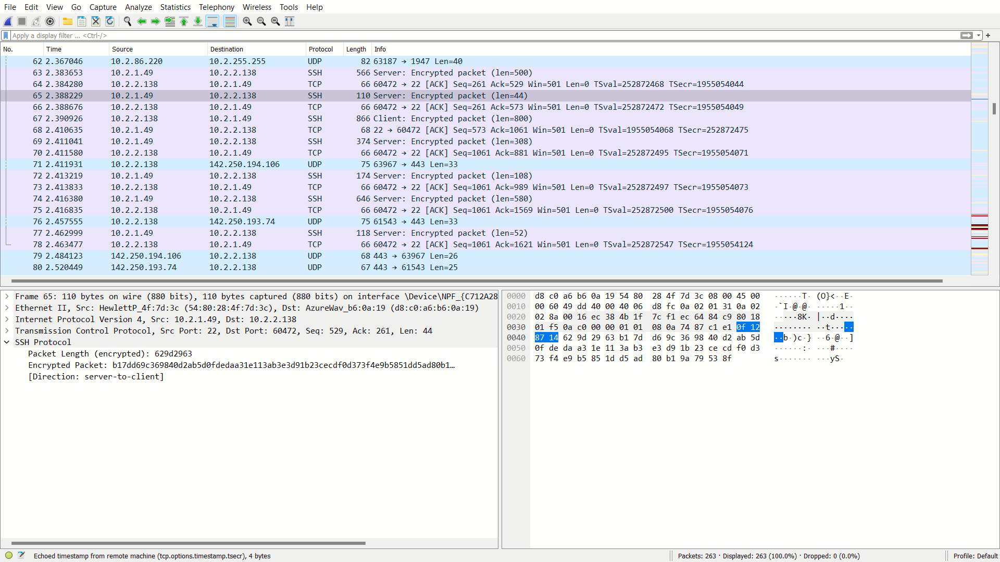 File Edit View Go Capture Analyze Statistics Telephony Wireless Tools Help
Apply a display filter ... <Ctrl-/>
No. Time Source Destination Protocol Length Info
62 2.367046 10.2.86.220 10.2.255.255 UDP 82 63187 → 1947 Len=40
63 2.383653 10.2.1.49 10.2.2.138 SSH 566 Server: Encrypted packet (len=500)
64 2.384280 10.2.2.138 10.2.1.49 TCP 66 60472 → 22 [ACK] Seq=261 Ack=529 Win=501 Len=0 TSval=252872468 TSecr=1955054044
65 2.388229 10.2.1.49 10.2.2.138 SSH 110 Server: Encrypted packet (len=44)
66 2.388676 10.2.2.138 10.2.1.49 TCP 66 60472 → 22 [ACK] Seq=261 Ack=573 Win=501 Len=0 TSval=252872472 TSecr=1955054049
67 2.390926 10.2.2.138 10.2.1.49 SSH 866 Client: Encrypted packet (len=800)
68 2.410635 10.2.1.49 10.2.2.138 TCP 68 22 → 60472 [ACK] Seq=573 Ack=1061 Win=501 Len=0 TSval=1955054068 TSecr=252872475
69 2.411041 10.2.1.49 10.2.2.138 SSH 374 Server: Encrypted packet (len=308)
70 2.411580 10.2.2.138 10.2.1.49 TCP 66 60472 → 22 [ACK] Seq=1061 Ack=881 Win=501 Len=0 TSval=252872495 TSecr=1955054071
71 2.411931 10.2.2.138 142.250.194.106 UDP 75 63967 → 443 Len=33
72 2.413219 10.2.1.49 10.2.2.138 SSH 174 Server: Encrypted packet (len=108)
73 2.413833 10.2.2.138 10.2.1.49 TCP 66 60472 → 22 [ACK] Seq=1061 Ack=989 Win=501 Len=0 TSval=252872497 TSecr=1955054073
74 2.416380 10.2.1.49 10.2.2.138 SSH 646 Server: Encrypted packet (len=580)
75 2.416835 10.2.2.138 10.2.1.49 TCP 66 60472 → 22 [ACK] Seq=1061 Ack=1569 Win=501 Len=0 TSval=252872500 TSecr=1955054076
76 2.457555 10.2.2.138 142.250.193.74 UDP 75 61543 → 443 Len=33
77 2.462999 10.2.1.49 10.2.2.138 SSH 118 Server: Encrypted packet (len=52)
78 2.463477 10.2.2.138 10.2.1.49 TCP 66 60472 → 22 [ACK] Seq=1061 Ack=1621 Win=501 Len=0 TSval=252872547 TSecr=1955054124
79 2.484123 142.250.194.106 10.2.2.138 UDP 68 443 → 63967 Len=26
80 2.520449 142.250.193.74 10.2.2.138 UDP 67 443 → 61543 Len=25
Frame 65: 110 bytes on wire (880 bits), 110 bytes captured (880 bits) on interface \Device\NPF_{C712A28
Ethernet II, Src: HewlettP_4f:7d:3c (54:80:28:4f:7d:3c), Dst: AzureWav_b6:0a:19 (d8:c0:a6:b6:0a:19)
Internet Protocol Version 4, Src: 10.2.1.49, Dst: 10.2.2.138
Transmission Control Protocol, Src Port: 22, Dst Port: 60472, Seq: 529, Ack: 261, Len: 44
SSH Protocol
Packet Length (encrypted): 629d2963
Encrypted Packet: b17dd69c369840d2ab5d0fdedaa31e113ab3e3d91b23cecdf0d373f4e9b5851dd5ad80b1…
[Direction: server-to-client]
0000 d8 c0 a6 b6 0a 19 54 80 28 4f 7d 3c 08 00 45 00 ······T· (O}<··E·
0010 00 60 49 dd 40 00 40 06 d8 fc 0a 02 01 31 0a 02 ·`I·@·@· ·····1··
0020 02 8a 00 16 ec 38 4b 1f 7c f1 ec 64 84 c9 80 18 ·····8K· |··d····
0030 01 f5 0a c0 00 00 01 01 08 0a 74 87 c1 e1 0f 12 ········ ··t·····
0040 87 14 62 9d 29 63 b1 7d d6 9c 36 98 40 d2 ab 5d ··b·)c·} ··6·@··]
0050 0f de da a3 1e 11 3a b3 e3 d9 1b 23 ce cd f0 d3 ······:· ···#····
0060 73 f4 e9 b5 85 1d d5 ad 80 b1 9a 79 53 8f s······· ···yS·
Echoed timestamp from remote machine (tcp.options.timestamp.tsecr), 4 bytes
Packets: 263 · Displayed: 263 (100.0%) · Dropped: 0 (0.0%)
Profile: Default